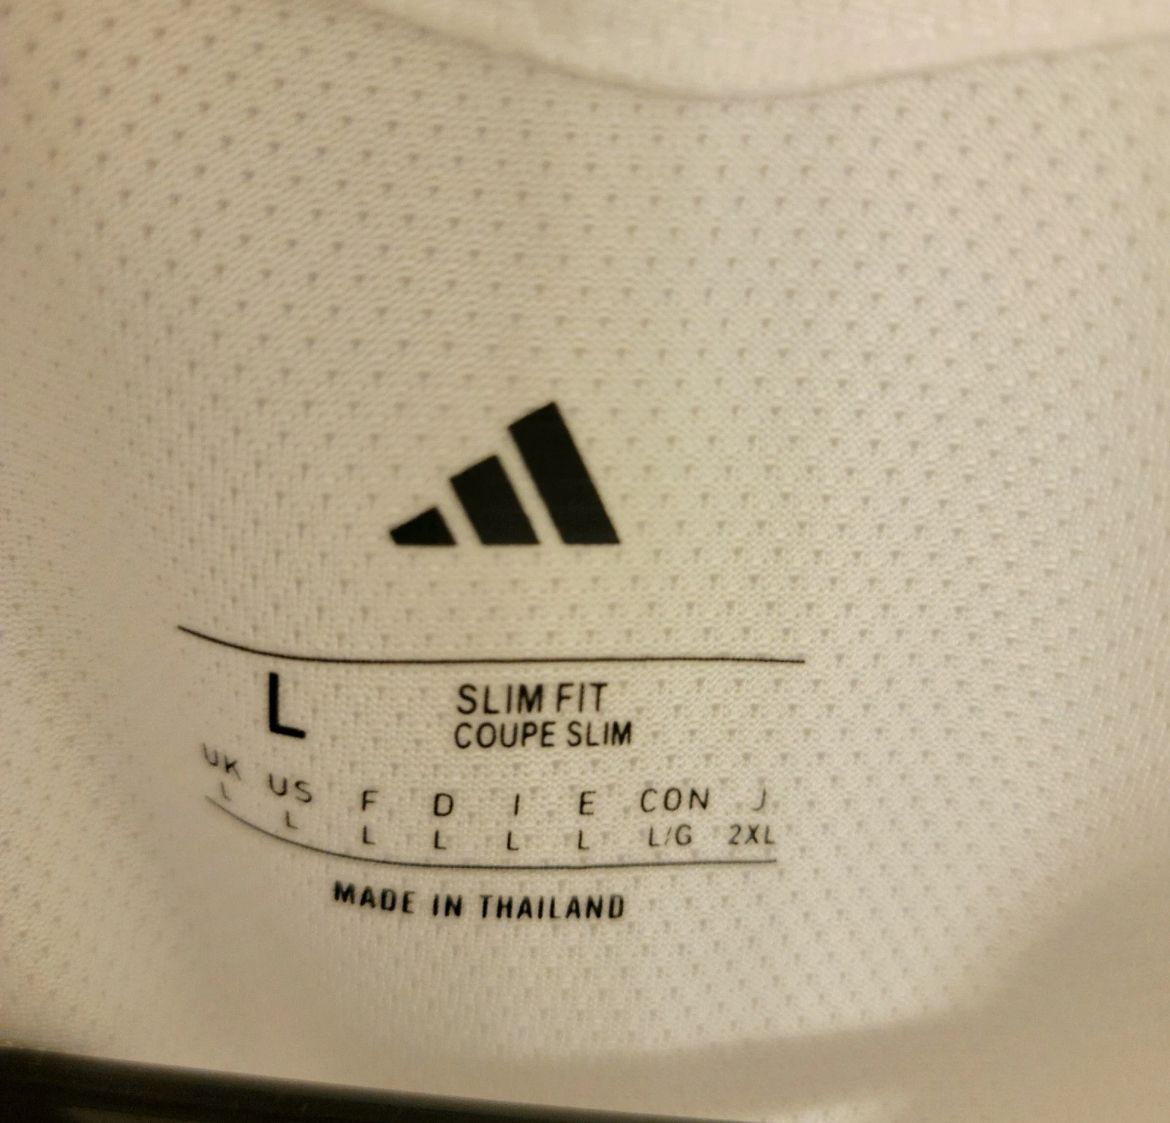 L
SLIM FIT
COUPE SLIM
UK US F D I E CON J
L L L L L L L/G 2XL
MADE IN THAILAND